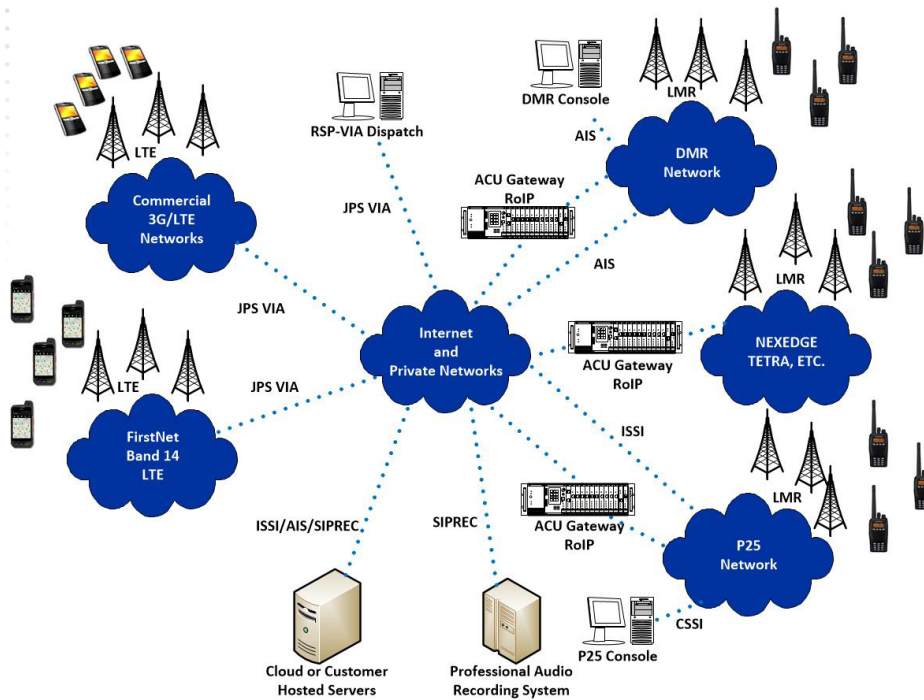 DMR Console
LMR
RSP-VIA Dispatch
LTE
AIS
DMR
Network
ACU Gateway
RoIP
Commercial
3G/LTE
Networks
JPS VIA
AIS
LMR
JPS VIA
Internet
and
Private Networks
NEXEDGE
TETRA, ETC.
ACU Gateway
RoIP
LTE
JPS VIA
FirstNet
Band 14
LTE
ISSI
LMR
ISSI/AIS/SIPREC
SIPREC
ACU Gateway
RoIP
P25
Network
CSSI
P25 Console
Cloud or Customer
Hosted Servers
Professional Audio
Recording System